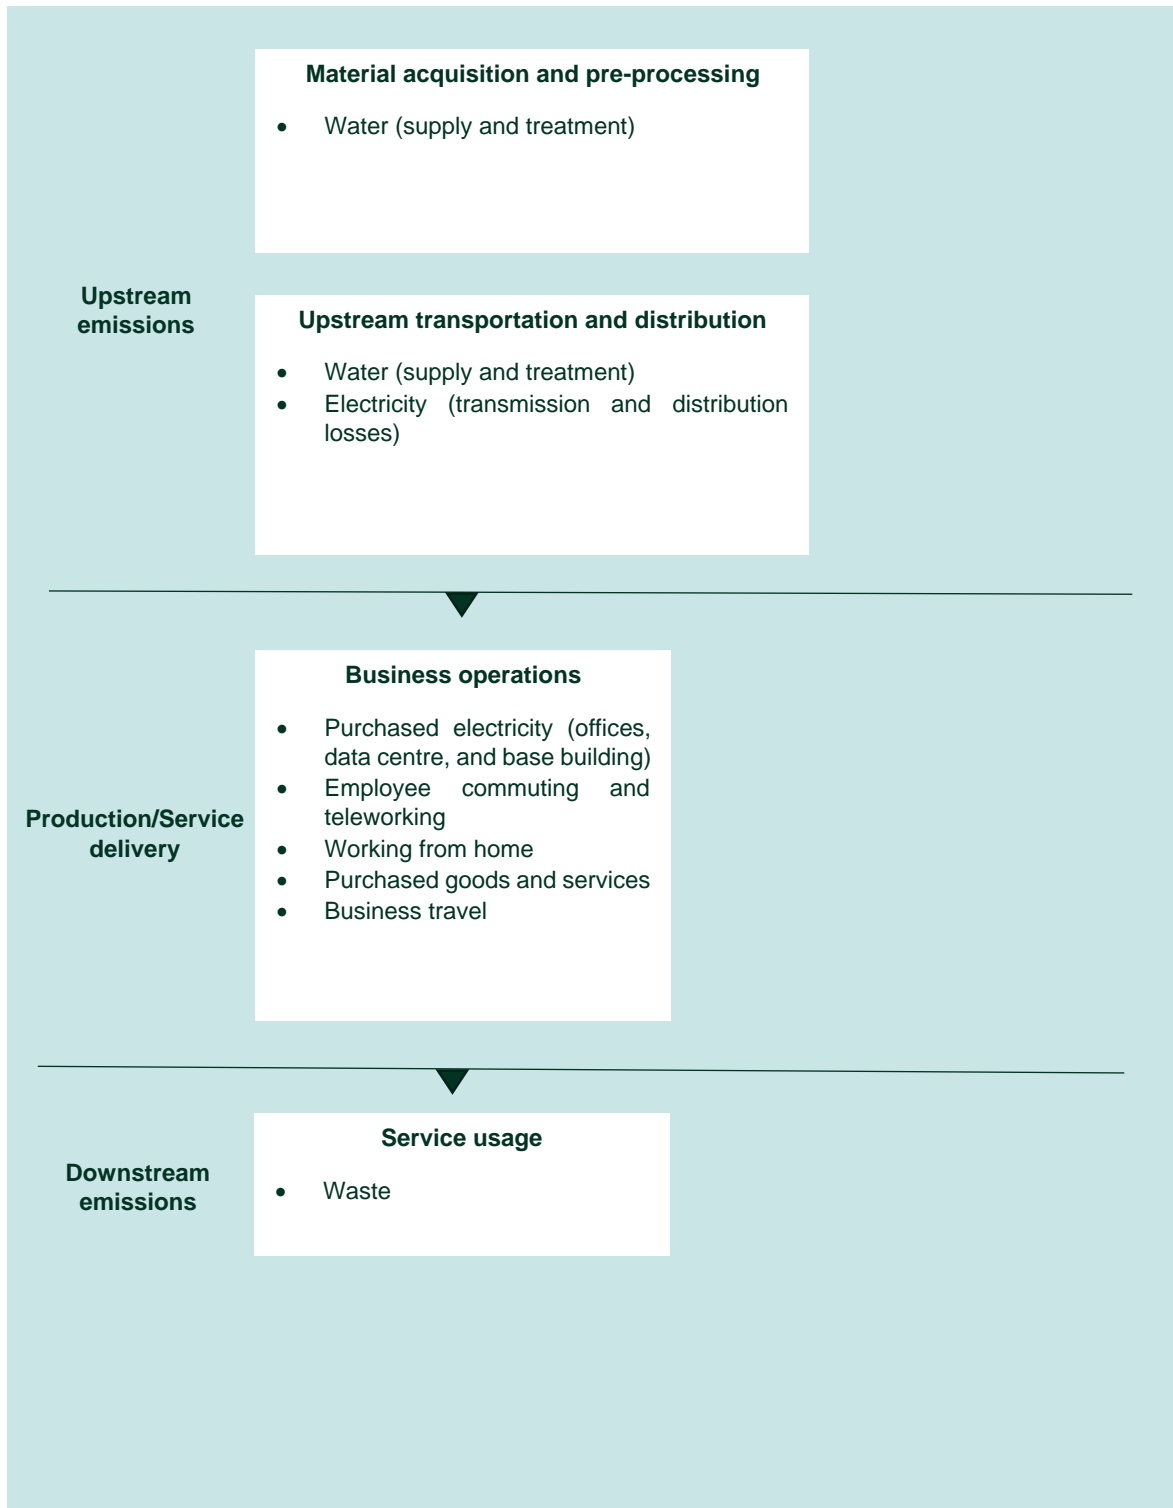 Material acquisition and pre-processing
• Water (supply and treatment)
Upstream
emissions
Upstream transportation and distribution
• Water (supply and treatment)
• Electricity (transmission and distribution
losses)
Business operations
• Purchased electricity (offices,
data centre, and base building)
• Employee commuting and
teleworking
• Working from home
• Purchased goods and services
• Business travel
Production/Service
delivery
Service usage
• Waste
Downstream
emissions